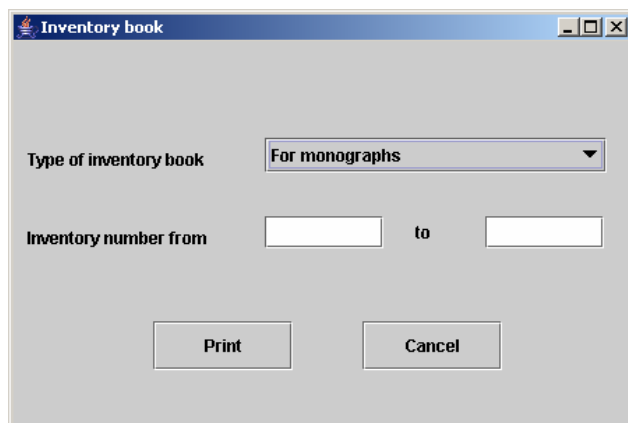 Inventory book
Type of inventory book For monographs
Inventory number from to
Print Cancel